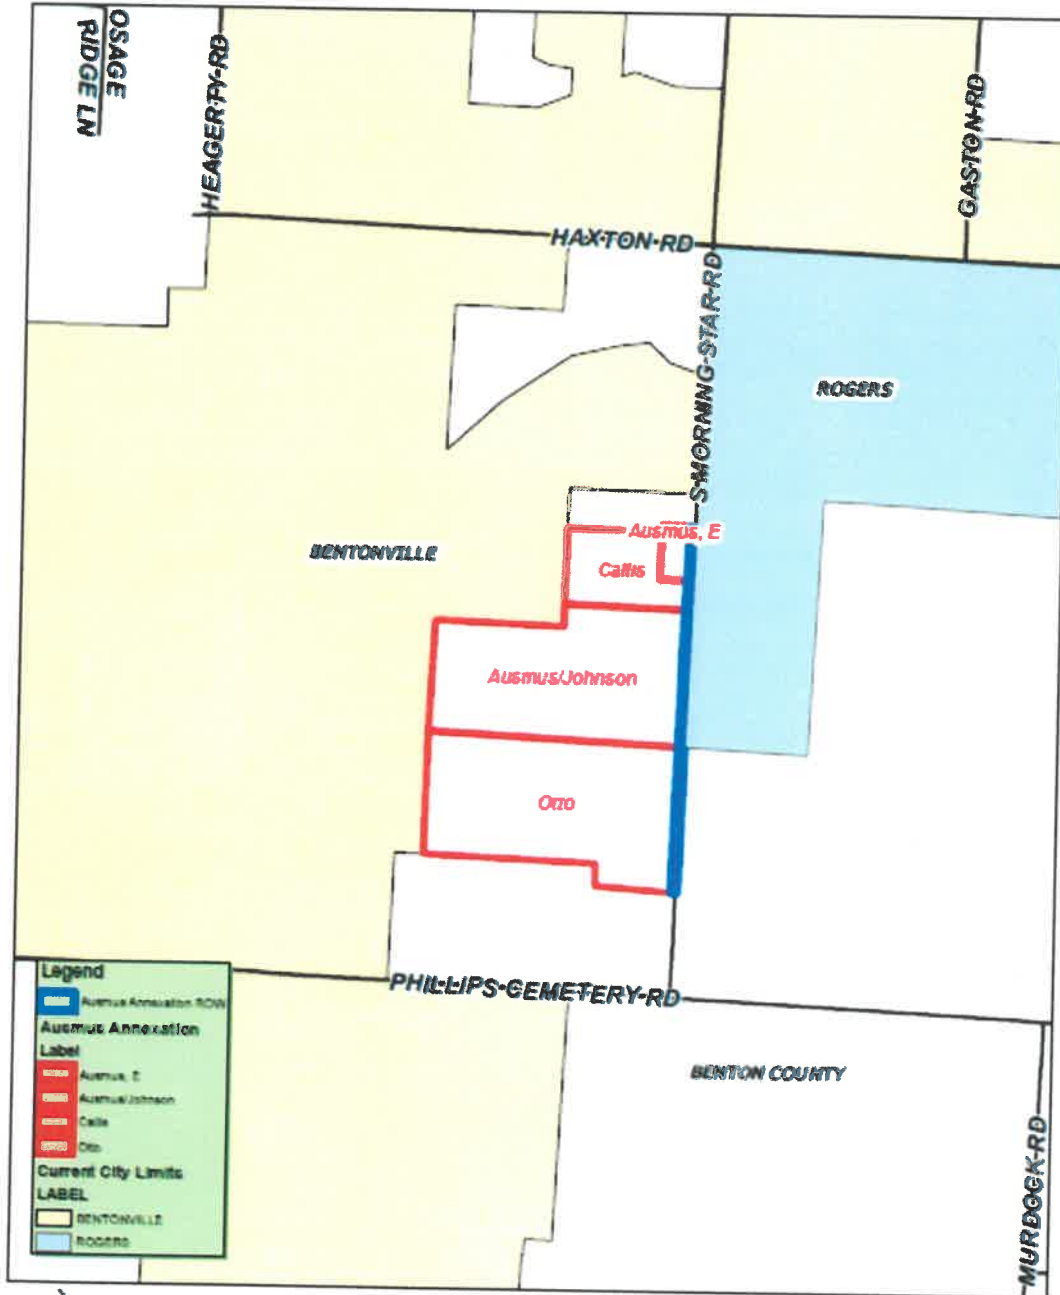 OSAGE
RIDGE LN
HEAGERTY-RD
GASTON-RD
HAXTON-RD
S-MORNING-STAR-RD
ROGERS
BENTONVILLE
Ausmus, E
Callis
Ausmus/Johnson
Otto
PHILLIPS-CEMETERY-RD
BENTON COUNTY
MURDOCK-RD
Legend
Ausmus Annexation ROW
Ausmus Annexation
Label
Ausmus, E
Ausmus/Johnson
Callis
Otto
Current City Limits
LABEL
BENTONVILLE
ROGERS